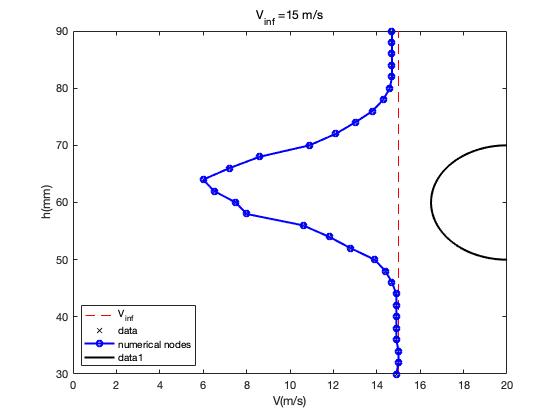 V_inf =15 m/s
90
80
70
60
50
40
30
h(mm)
V_inf
data
numerical nodes
data1
0 2 4 6 8 10 12 14 16 18 20
V(m/s)